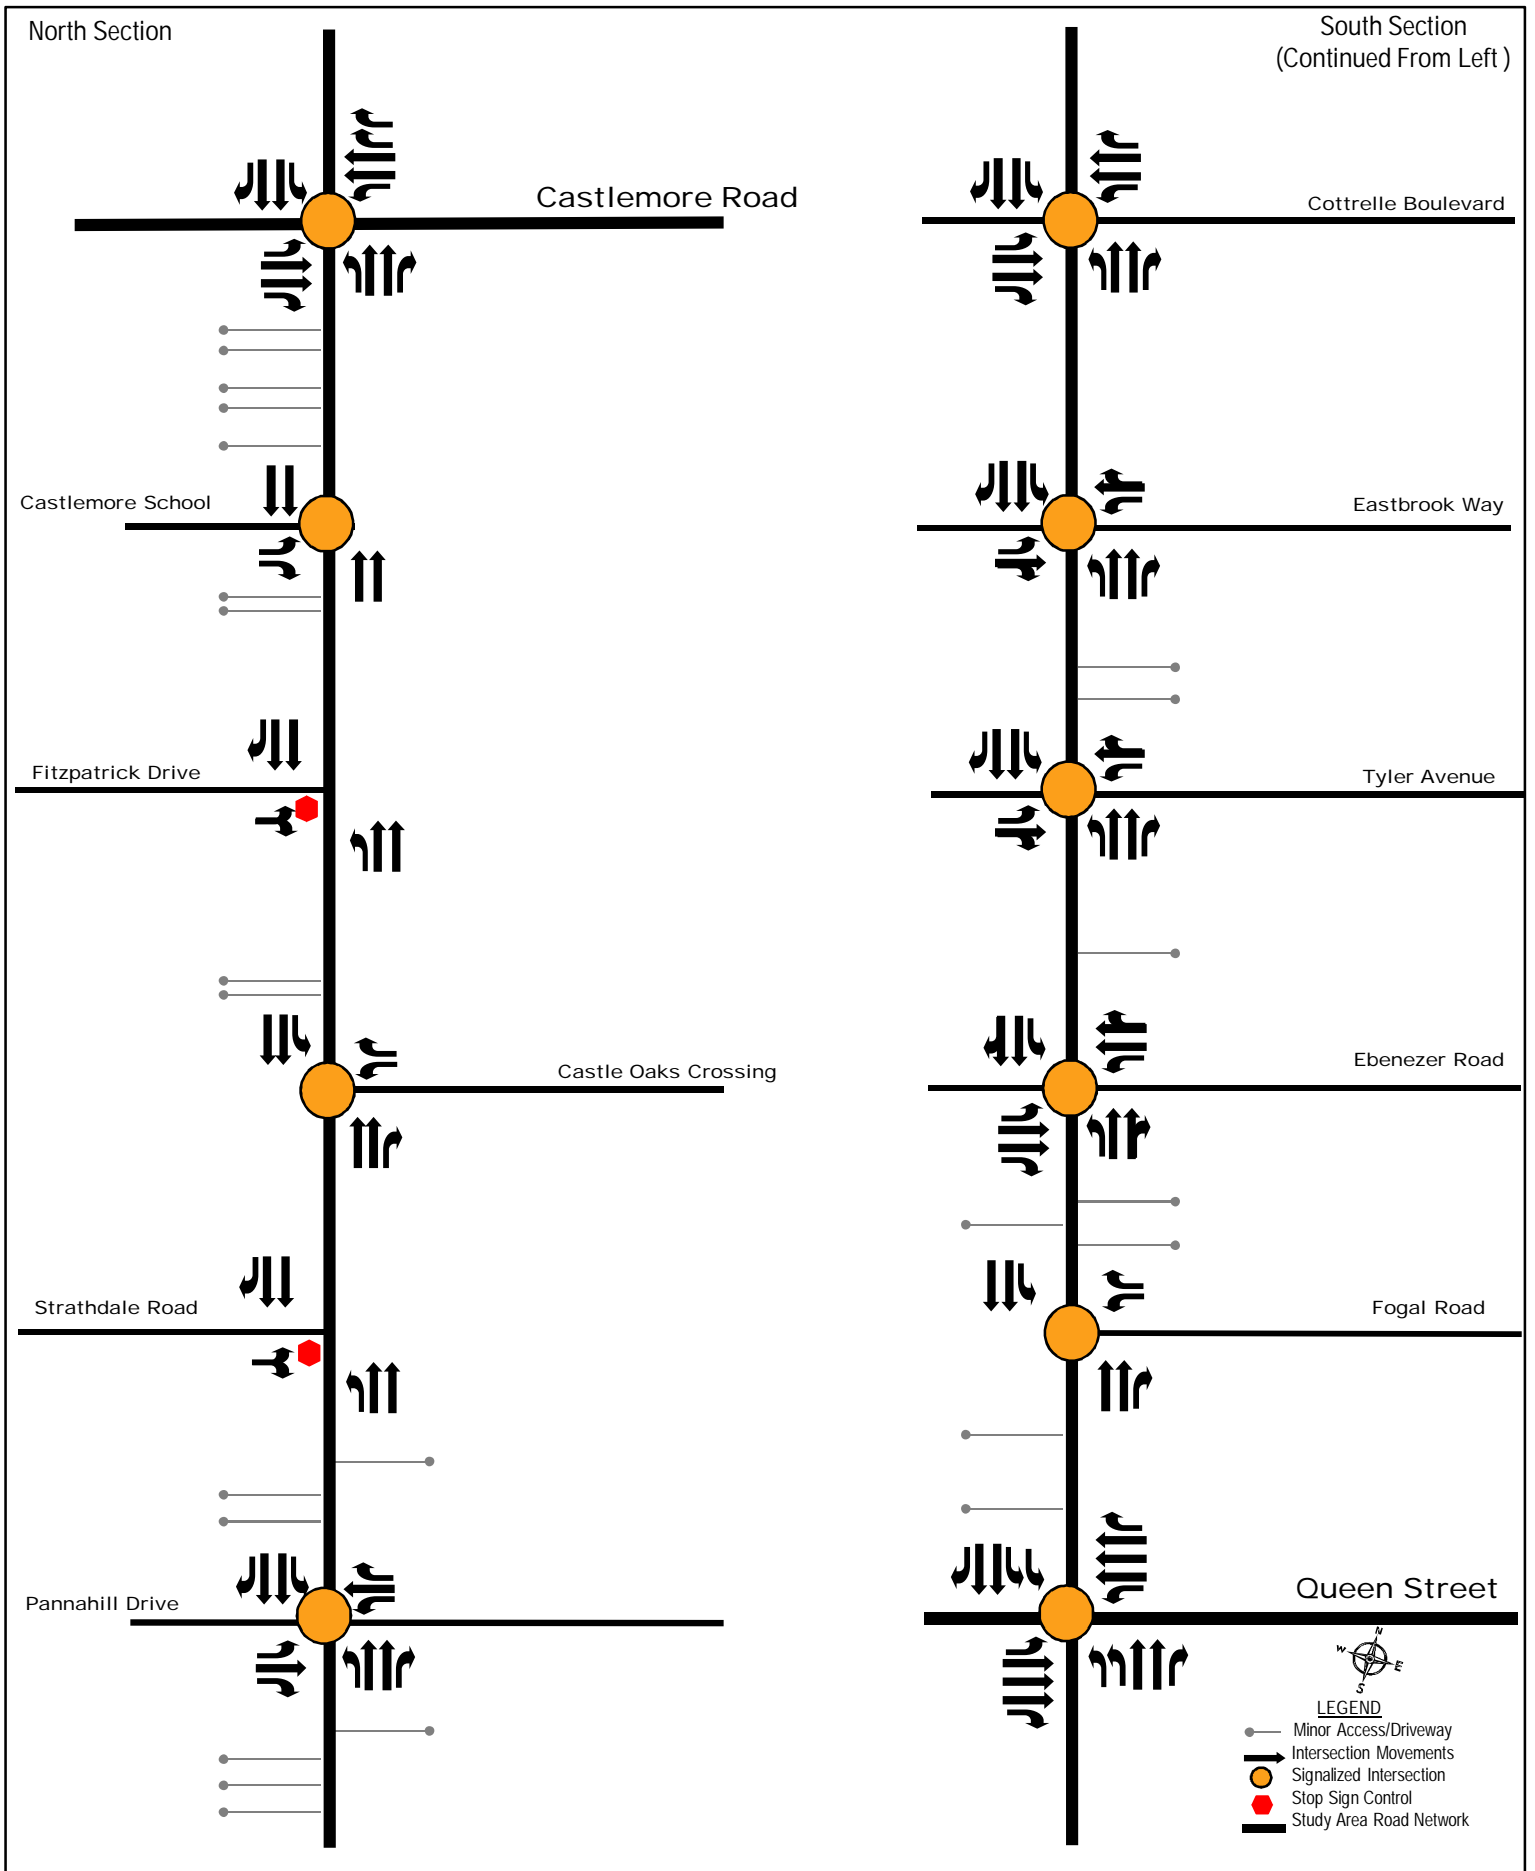 North Section
South Section
(Continued From Left )
Castlemore Road
Castlemore School
Fitzpatrick Drive
Castle Oaks Crossing
Strathdale Road
Pannahill Drive
Cottrelle Boulevard
Eastbrook Way
Tyler Avenue
Ebenezer Road
Fogal Road
Queen Street
N
W
E
S
LEGEND
Minor Access/Driveway
Intersection Movements
Signalized Intersection
Stop Sign Control
Study Area Road Network